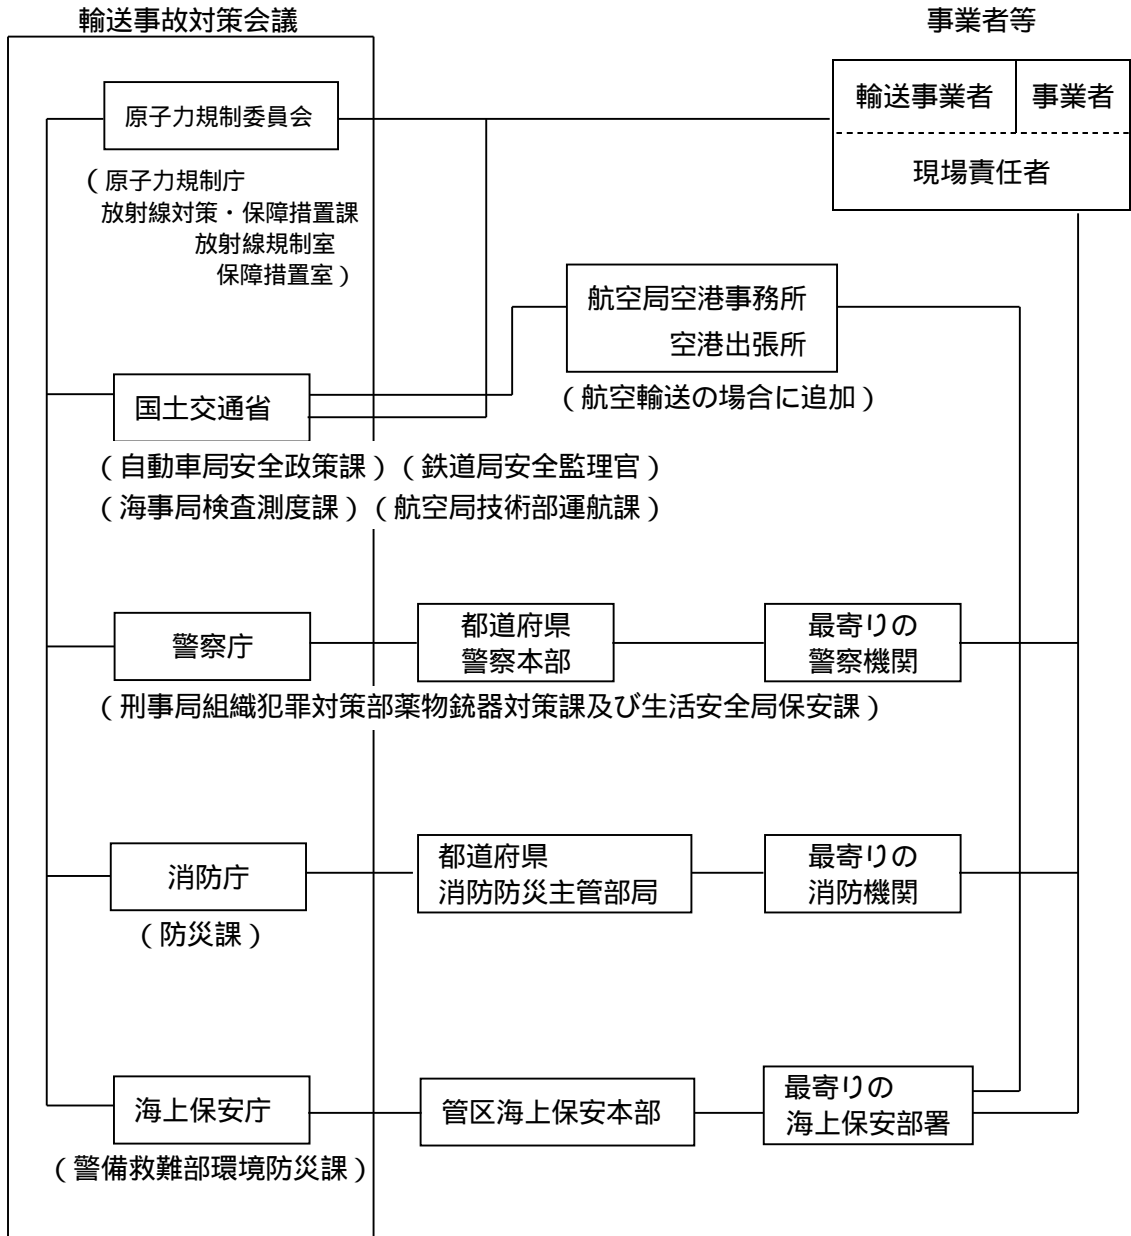 輸送事故対策会議
事業者等
輸送事業者
事業者
現場責任者
原子力規制委員会
(原子力規制庁
放射線対策・保障措置課
放射線規制室
保障措置室)
航空局空港事務所
空港出張所
(航空輸送の場合に追加)
国土交通省
(自動車局安全政策課)(鉄道局安全監理官)
(海事局検査測度課)(航空局技術部運航課)
警察庁
都道府県
警察本部
最寄りの
警察機関
(刑事局組織犯罪対策部薬物銃器対策課及び生活安全局保安課)
消防庁
都道府県
消防防災主管部局
最寄りの
消防機関
(防災課)
海上保安庁
管区海上保安本部
最寄りの
海上保安部署
(警備救難部環境防災課)